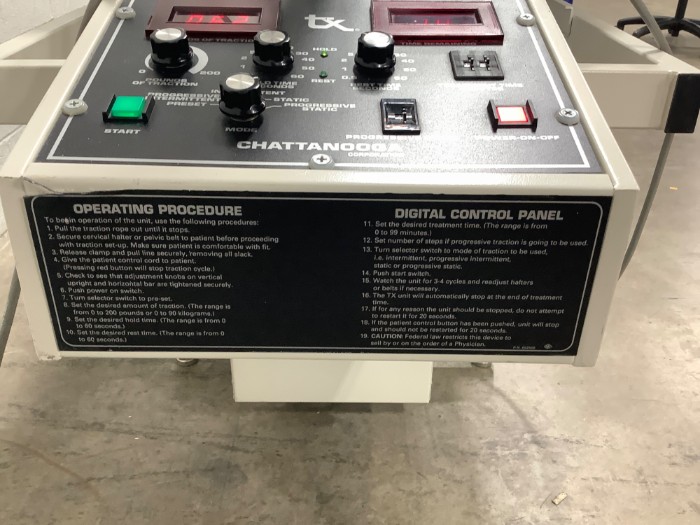 tx
POUNDS OF TRACTION
TIME REMAINING
HOLD
REST
0
200
POUNDS
OF TRACTION
START
PRESET
STATIC
PROGRESSIVE
STATIC
MODE
CHATTANOOGA
CORPORATION
POWER-ON-OFF
OPERATING PROCEDURE
To begin operation of the unit, use the following procedures:
1. Pull the traction rope out until it stops.
2. Secure cervical halter or pelvic belt to patient before proceeding
with traction set-up. Make sure patient is comfortable with fit.
3. Release clamp and pull line securely, removing all slack.
4. Give the patient control cord to patient.
(Pressing red button will stop traction cycle.)
5. Check to see that adjustment knobs on vertical
upright and horizontal bar are tightened securely.
6. Push power on switch.
7. Turn selector switch to pre-set.
8. Set the desired amount of traction. (The range is
from 0 to 200 pounds or 0 to 90 kilograms.)
9. Set the desired hold time. (The range is from 0
to 60 seconds.)
10. Set the desired rest time. (The range is from 0
to 60 seconds.)
DIGITAL CONTROL PANEL
11. Set the desired treatment time. (The range is from
0 to 99 minutes.)
12. Set number of steps if progressive traction is going to be used.
13. Turn selector switch to mode of traction to be used,
i.e. intermittent, progressive intermittent,
static or progressive static.
14. Push start switch.
15. Watch the unit for 3-4 cycles and readjust halters
or belts if necessary.
16. The TX unit will automatically stop at the end of treatment
time.
17. If for any reason the unit should be stopped, do not attempt
to restart it for 20 seconds.
18. If the patient control button has been pushed, unit will stop
and should not be restarted for 20 seconds.
19. CAUTION: Federal law restricts this device to
sell by or on the order of a Physician.